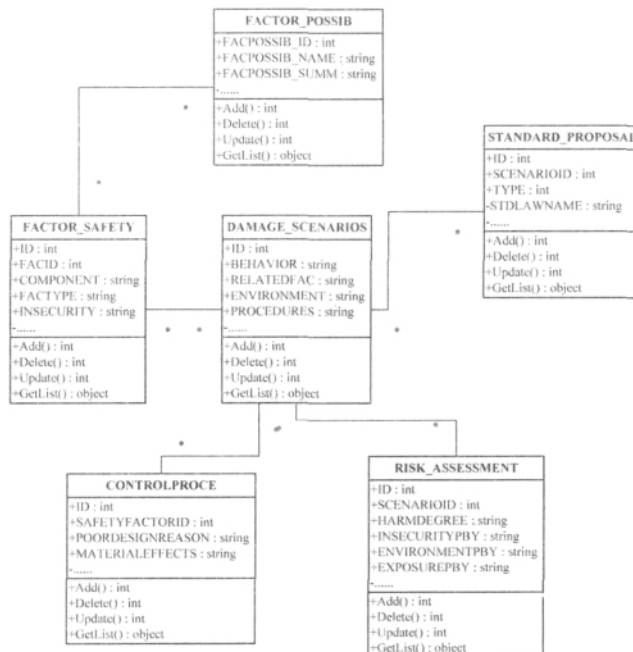 FACTOR_POSSIB
+FACPOSSIB_ID : int
+FACPOSSIB_NAME : string
+FACPOSSIB_SUMM : string
-......
+Add() : int
+Delete() : int
+Update() : int
+GetList() : object
STANDARD_PROPOSAL
+ID : int
+SCENARIOID : int
+TYPE : int
-STDLAWNAME : string
-......
+Add() : int
+Delete() : int
+Update() : int
+GetList() : object
FACTOR_SAFETY
+ID : int
+FACID : int
+COMPONENT : string
+FACTYPE : string
+INSECURITY : string
-......
+Add() : int
+Delete() : int
+Update() : int
+GetList() : object
DAMAGE_SCENARIOS
+ID : int
+BEHAVIOR : string
+RELATEDFAC : string
+ENVIRONMENT : string
+PROCEDURES : string
-......
+Add() : int
+Delete() : int
+Update() : int
+GetList() : object
CONTROLPROCE
+ID : int
+SAFETYFACTORID : int
+POORDESIGNREASON : string
+MATERIALEFFECTS : string
-......
+Add() : int
+Delete() : int
+Update() : int
+GetList() : object
RISK_ASSESSMENT
+ID : int
+SCENARIOID : int
+HARMDEGREE : string
+INSECURITYPBY : string
+ENVIRONMENTPBY : string
+EXPOSUREPBY : string
-......
+Add() : int
+Delete() : int
+Update() : int
+GetList() : object